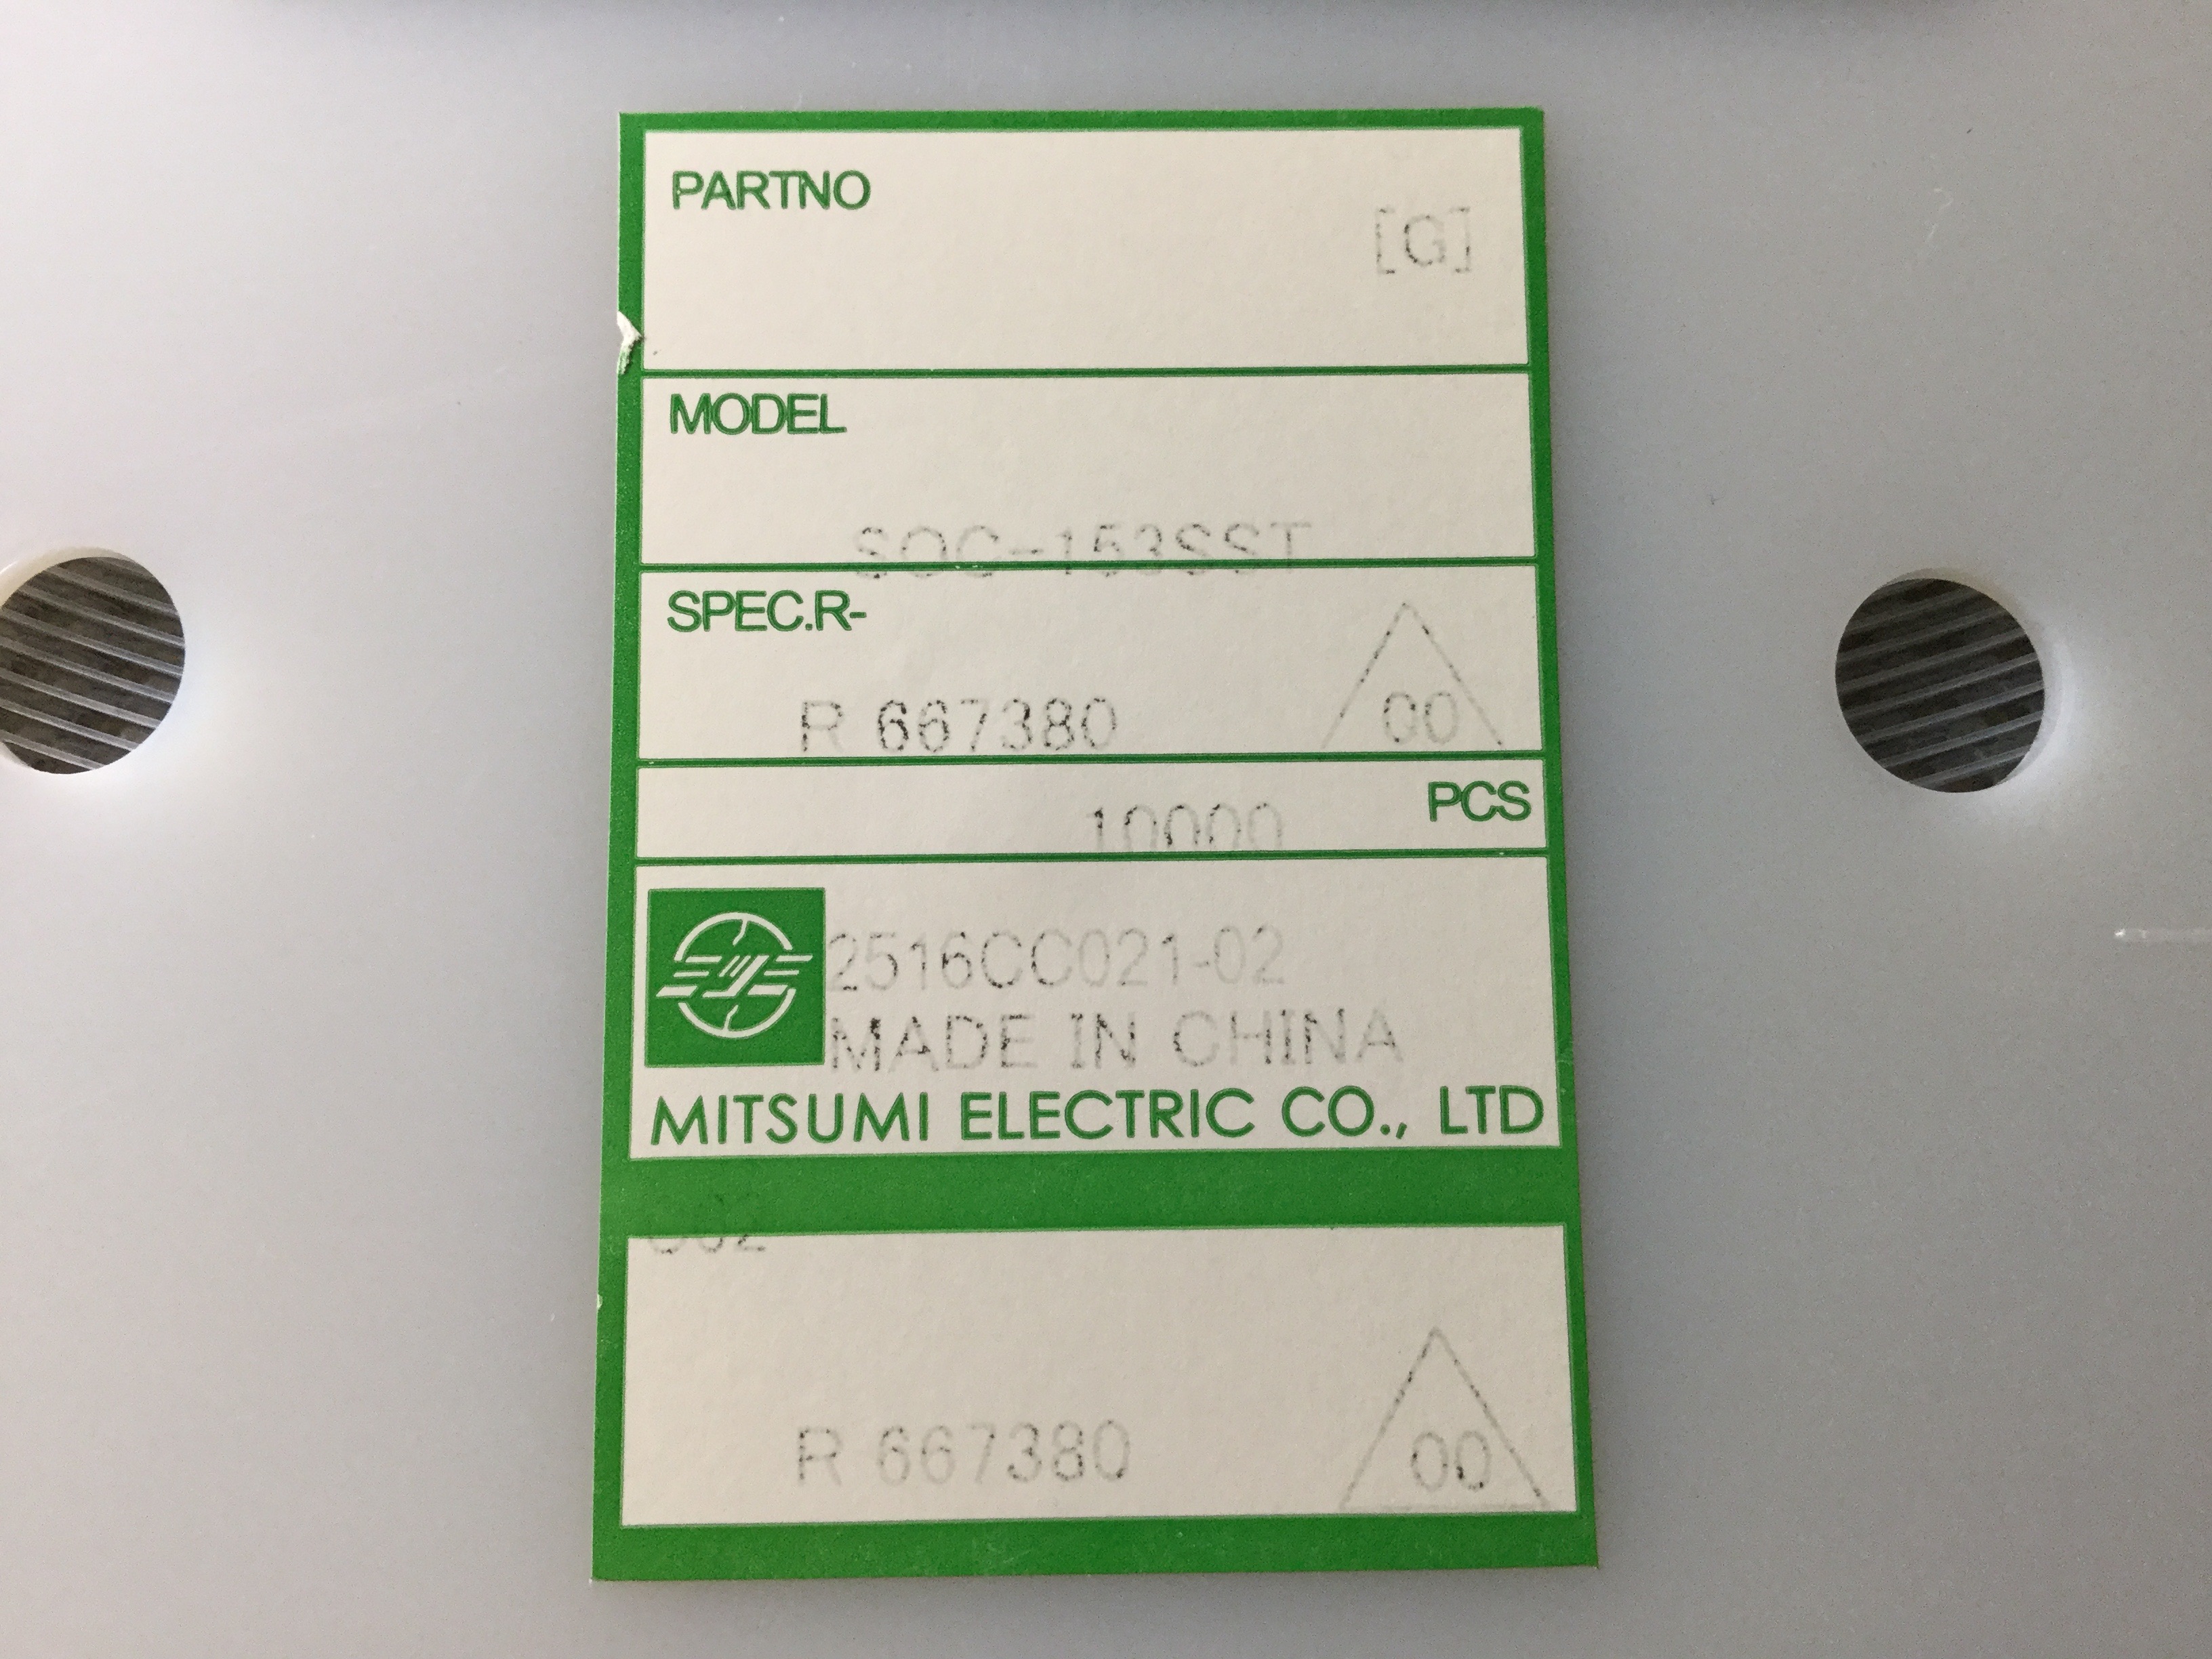 PARTNO
[G]
MODEL
SOC-153SST
SPEC.R-
R 667380
00
10000
PCS
2516CC021-02
MADE IN CHINA
MITSUMI ELECTRIC CO., LTD
R 667380
00